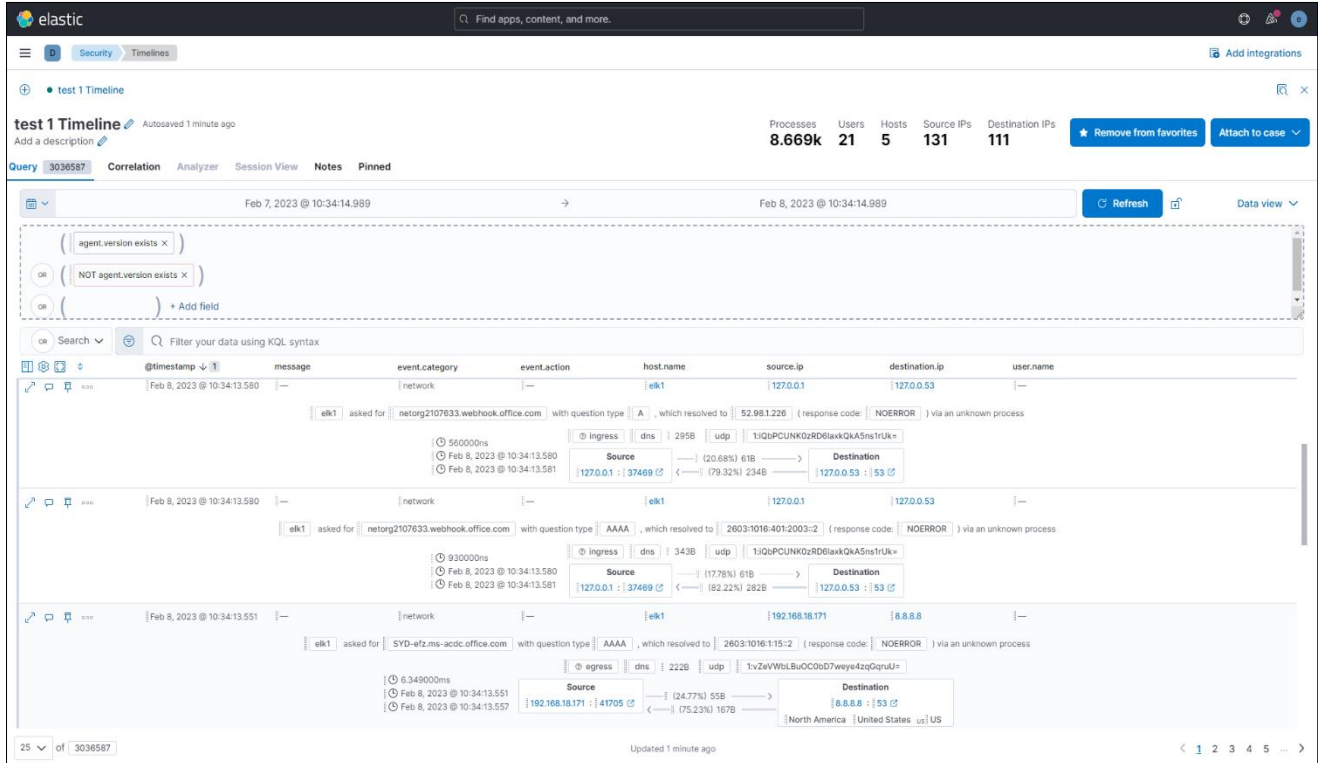 elastic
Find apps, content, and more.
e
D Security Timelines Add integrations
test 1 Timeline
test 1 Timeline Autosaved 1 minute ago
Add a description
Processes Users Hosts Source IPs Destination IPs
8.669k 21 5 131 111
Remove from favorites Attach to case
Query 3036587 Correlation Analyzer Session View Notes Pinned
Feb 7, 2023 @ 10:34:14.989 → Feb 8, 2023 @ 10:34:14.989 Refresh Data view
( agent.version exists × )
OR ( NOT agent.version exists × )
OR ( ) + Add field
OR Search Filter your data using KQL syntax
@timestamp ↓ 1 message event.category event.action host.name source.ip destination.ip user.name
Feb 8, 2023 @ 10:34:13.580 — network — elk1 127.0.0.1 127.0.0.53 —
elk1 asked for netorg2107633.webhook.office.com with question type A , which resolved to 52.98.1.226 ( response code: NOERROR ) via an unknown process
ingress dns 295B udp 1:iQbPCUNK0zRD6laxkQkA5ns1rUk=
560000ns
Feb 8, 2023 @ 10:34:13.580
Feb 8, 2023 @ 10:34:13.581
Source (20.68%) 61B Destination
127.0.0.1 : 37469 (79.32%) 234B 127.0.0.53 : 53
Feb 8, 2023 @ 10:34:13.580 — network — elk1 127.0.0.1 127.0.0.53 —
elk1 asked for netorg2107633.webhook.office.com with question type AAAA , which resolved to 2603:1016:401:2003::2 ( response code: NOERROR ) via an unknown process
ingress dns 343B udp 1:iQbPCUNK0zRD6laxkQkA5ns1rUk=
930000ns
Feb 8, 2023 @ 10:34:13.580
Feb 8, 2023 @ 10:34:13.581
Source (17.78%) 61B Destination
127.0.0.1 : 37469 (82.22%) 282B 127.0.0.53 : 53
Feb 8, 2023 @ 10:34:13.551 — network — elk1 192.168.18.171 8.8.8.8 —
elk1 asked for SYD-efz.ms-acdc.office.com with question type AAAA , which resolved to 2603:1016:1:15::2 ( response code: NOERROR ) via an unknown process
egress dns 222B udp 1:vZeVWbLBuOC0bD7weye4zqGqruU=
6.349000ms
Feb 8, 2023 @ 10:34:13.551
Feb 8, 2023 @ 10:34:13.557
Source (24.77%) 55B Destination
192.168.18.171 : 41705 (75.23%) 167B 8.8.8.8 : 53
North America United States US US
25 of 3036587 Updated 1 minute ago 1 2 3 4 5 ...